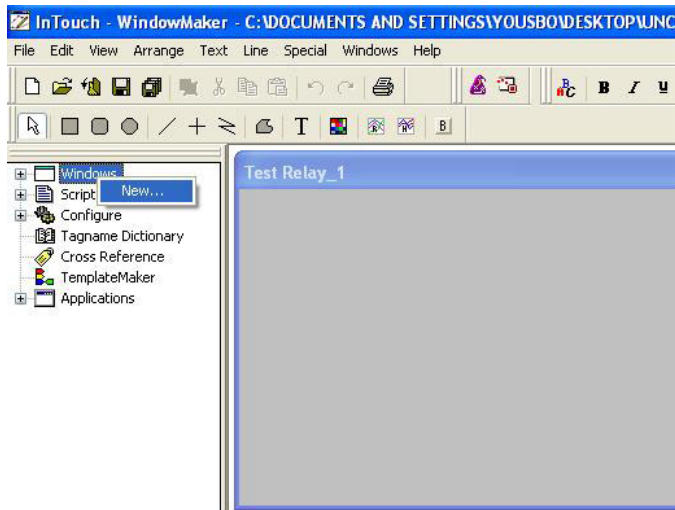 InTouch - WindowMaker - C:\DOCUMENTS AND SETTINGS\YOUSBO\DESKTOP\UNC
File Edit View Arrange Text Line Special Windows Help
ABC B I U
T B
Windows
New...
Script
Configure
Tagname Dictionary
Cross Reference
TemplateMaker
Applications
Test Relay_1